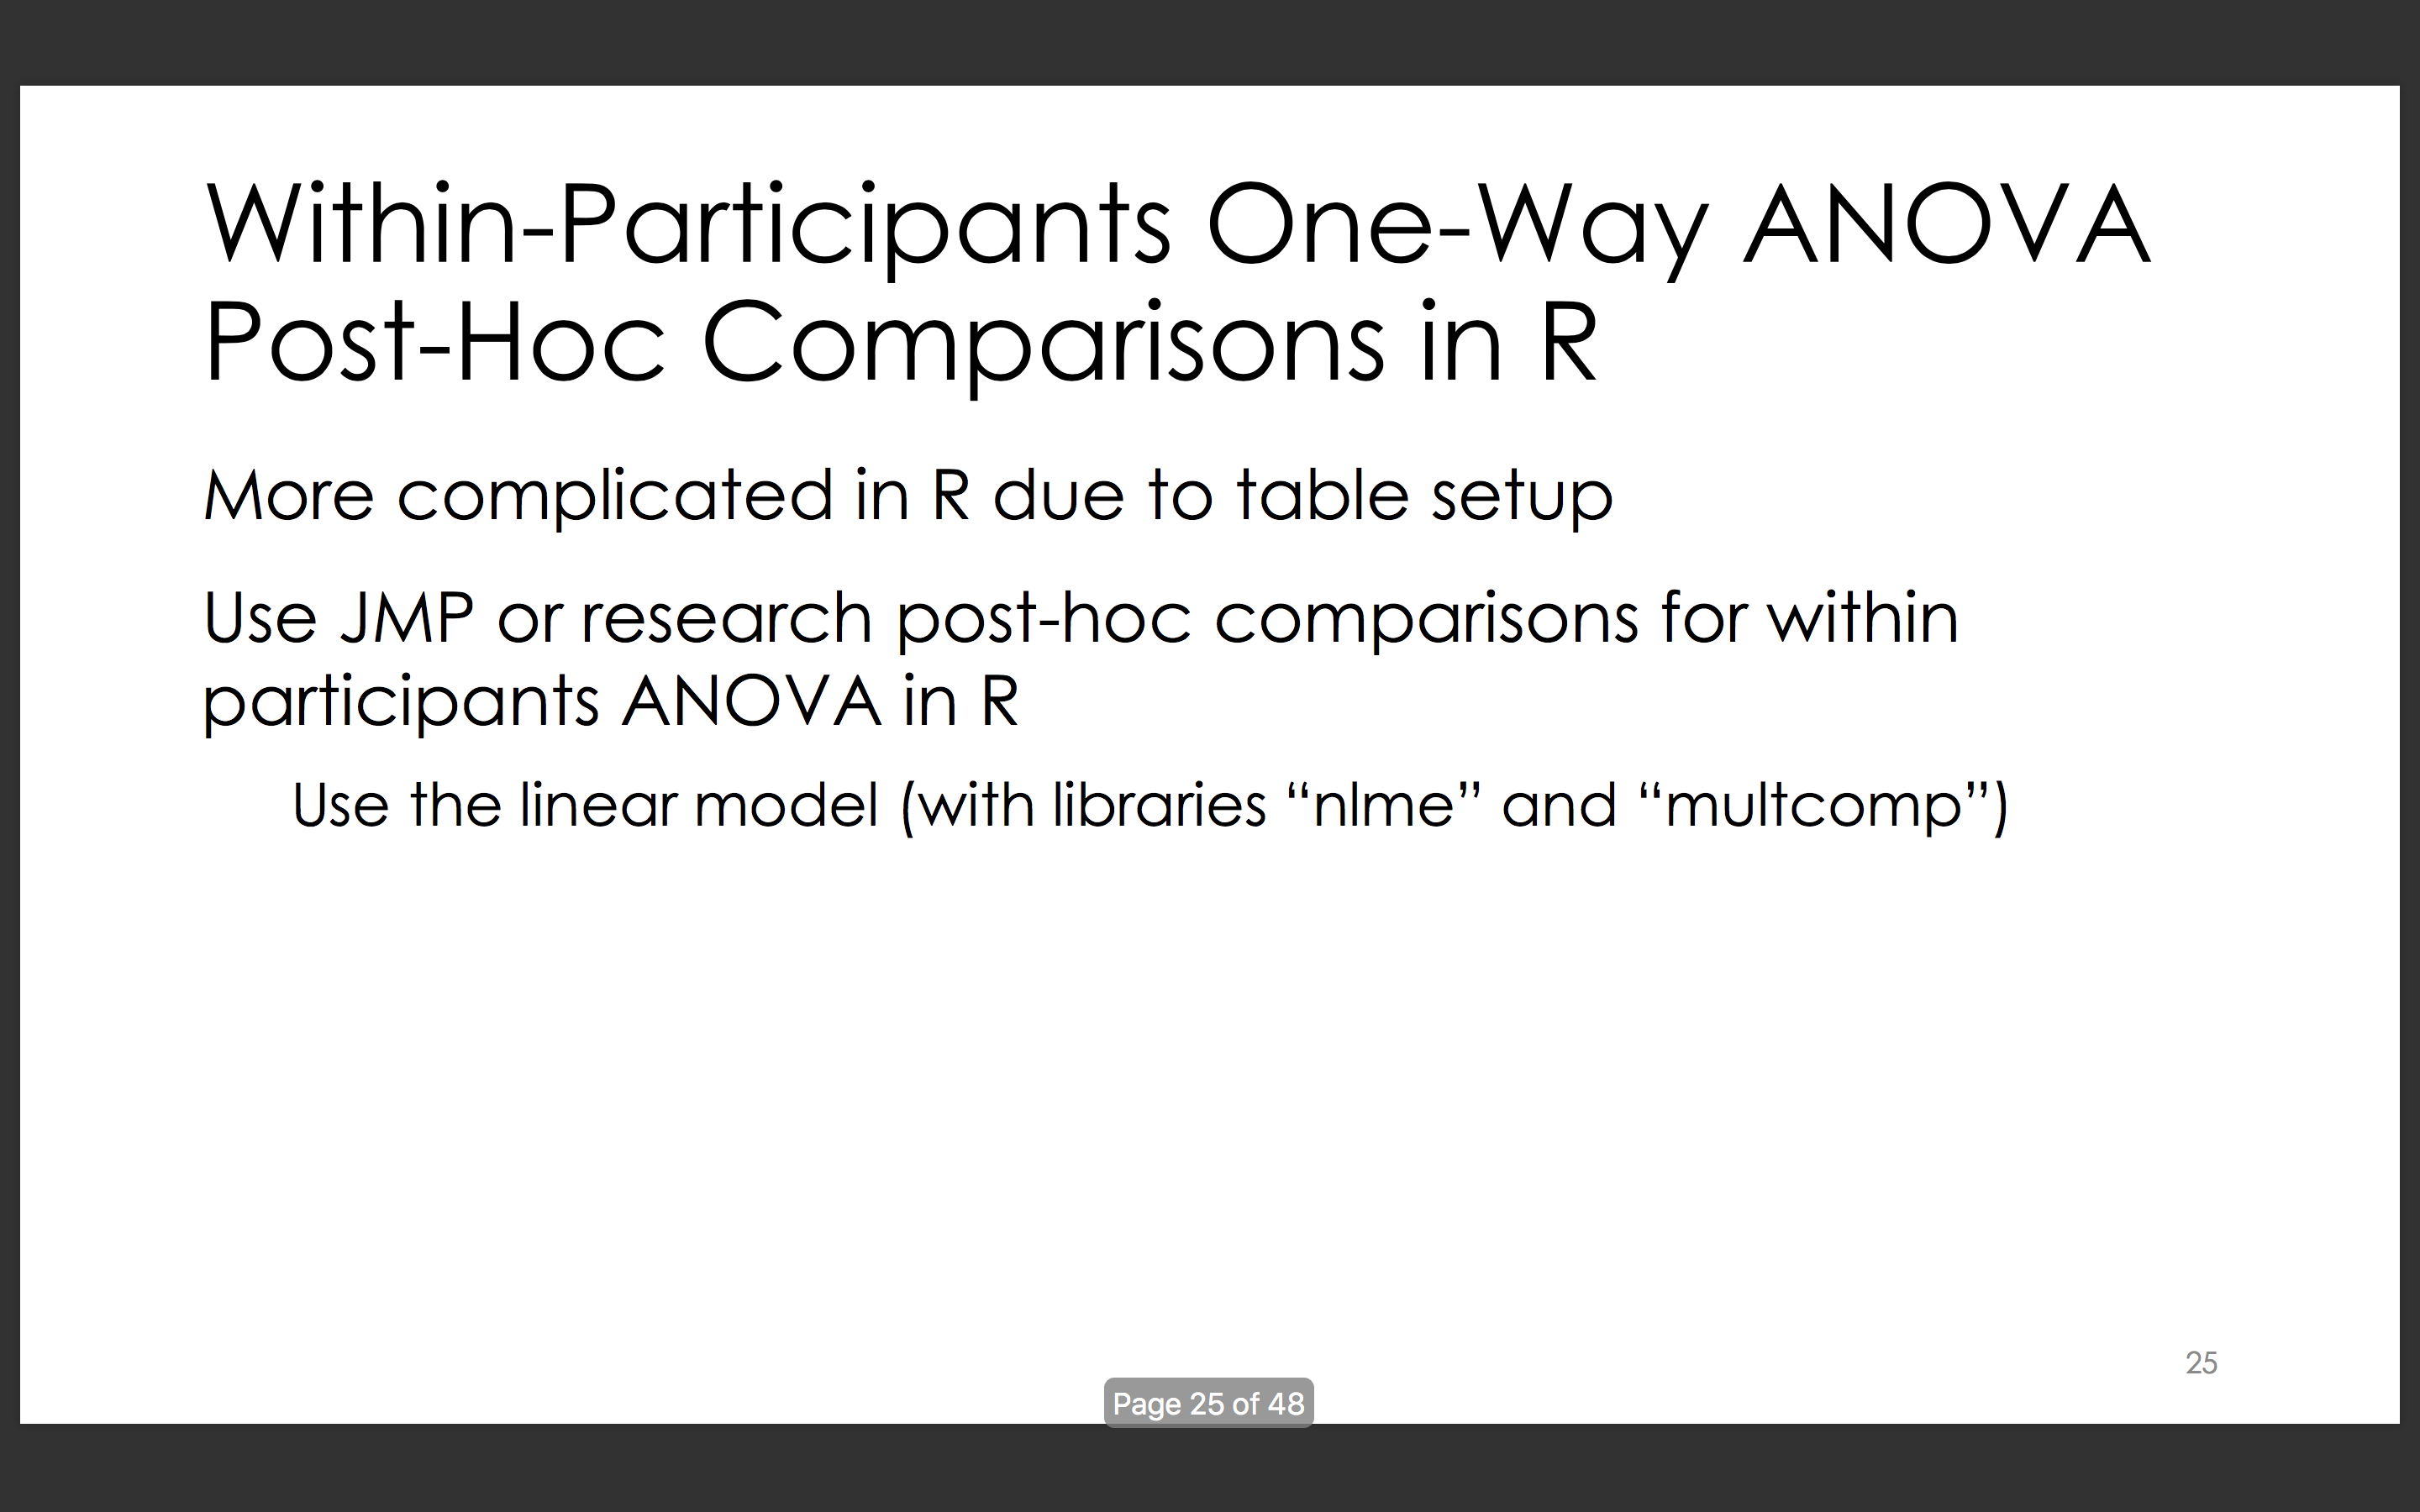 Within-Participants One-Way ANOVA
Post-Hoc Comparisons in R
More complicated in R due to table setup
Use JMP or research post-hoc comparisons for within
participants ANOVA in R
Use the linear model (with libraries “nlme” and “multcomp”)
25
Page 25 of 48